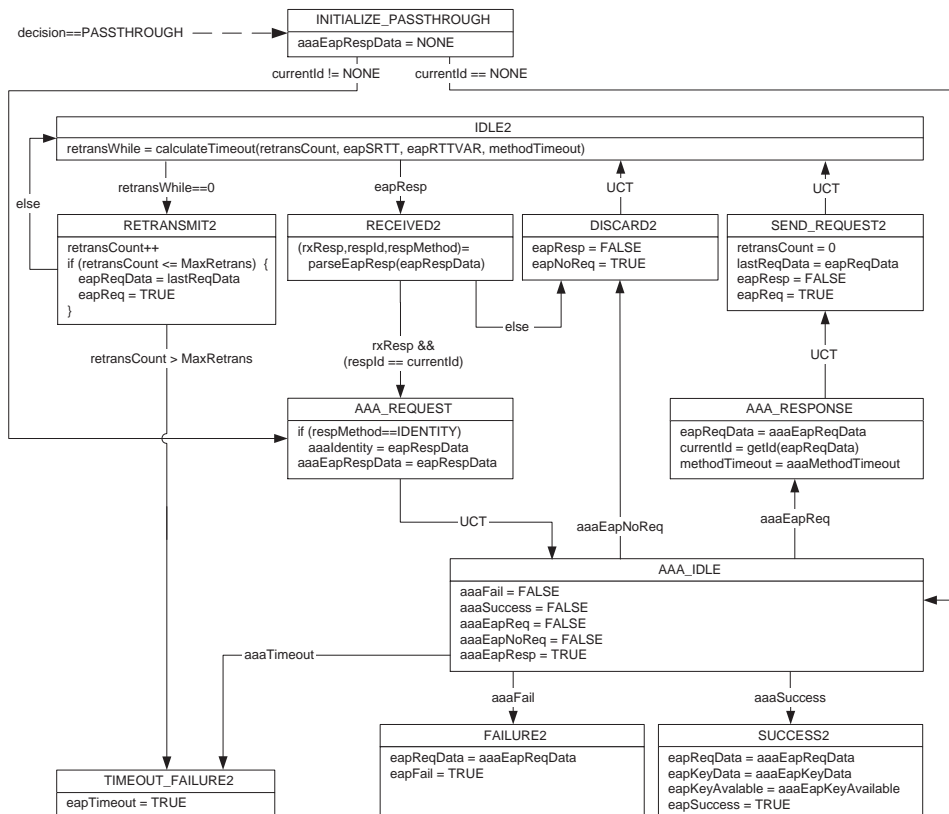 INITIALIZE_PASSTHROUGH
decision==PASSTHROUGH
aaaEapRespData = NONE
currentId != NONE
currentId == NONE
IDLE2
retransWhile = calculateTimeout(retransCount, eapSRTT, eapRTTVAR, methodTimeout)
else
retransWhile==0
eapResp
UCT
UCT
RETRANSMIT2
retransCount++
if (retransCount <= MaxRetrans) {
eapReqData = lastReqData
eapReq = TRUE
}
RECEIVED2
(rxResp,respId,respMethod)=
parseEapResp(eapRespData)
DISCARD2
eapResp = FALSE
eapNoReq = TRUE
SEND_REQUEST2
retransCount = 0
lastReqData = eapReqData
eapResp = FALSE
eapReq = TRUE
else
retransCount > MaxRetrans
rxResp &&
(respId == currentId)
UCT
AAA_REQUEST
if (respMethod==IDENTITY)
aaaIdentity = eapRespData
aaaEapRespData = eapRespData
AAA_RESPONSE
eapReqData = aaaEapReqData
currentId = getId(eapReqData)
methodTimeout = aaaMethodTimeout
UCT
aaaEapNoReq
aaaEapReq
AAA_IDLE
aaaFail = FALSE
aaaSuccess = FALSE
aaaEapReq = FALSE
aaaEapNoReq = FALSE
aaaEapResp = TRUE
aaaTimeout
aaaFail
aaaSuccess
FAILURE2
eapReqData = aaaEapReqData
eapFail = TRUE
SUCCESS2
eapReqData = aaaEapReqData
eapKeyData = aaaEapKeyData
eapKeyAvalable = aaaEapKeyAvailable
eapSuccess = TRUE
TIMEOUT_FAILURE2
eapTimeout = TRUE